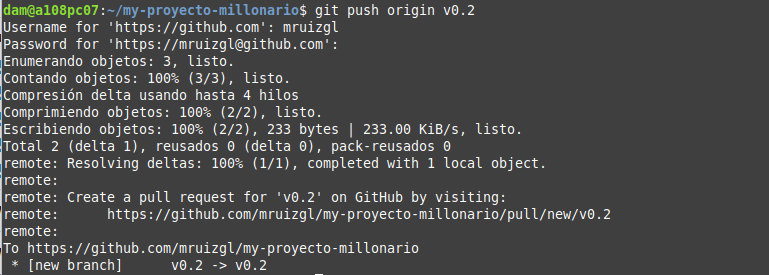 dam@a108pc07:~/my-proyecto-millonario$ git push origin v0.2
Username for 'https://github.com': mruizgl
Password for 'https://mruizgl@github.com':
Enumerando objetos: 3, listo.
Contando objetos: 100% (3/3), listo.
Compresión delta usando hasta 4 hilos
Comprimiendo objetos: 100% (2/2), listo.
Escribiendo objetos: 100% (2/2), 233 bytes | 233.00 KiB/s, listo.
Total 2 (delta 1), reusados 0 (delta 0), pack-reusados 0
remote: Resolving deltas: 100% (1/1), completed with 1 local object.
remote:
remote: Create a pull request for 'v0.2' on GitHub by visiting:
remote:      https://github.com/mruizgl/my-proyecto-millonario/pull/new/v0.2
remote:
To https://github.com/mruizgl/my-proyecto-millonario
 * [new branch]      v0.2 -> v0.2